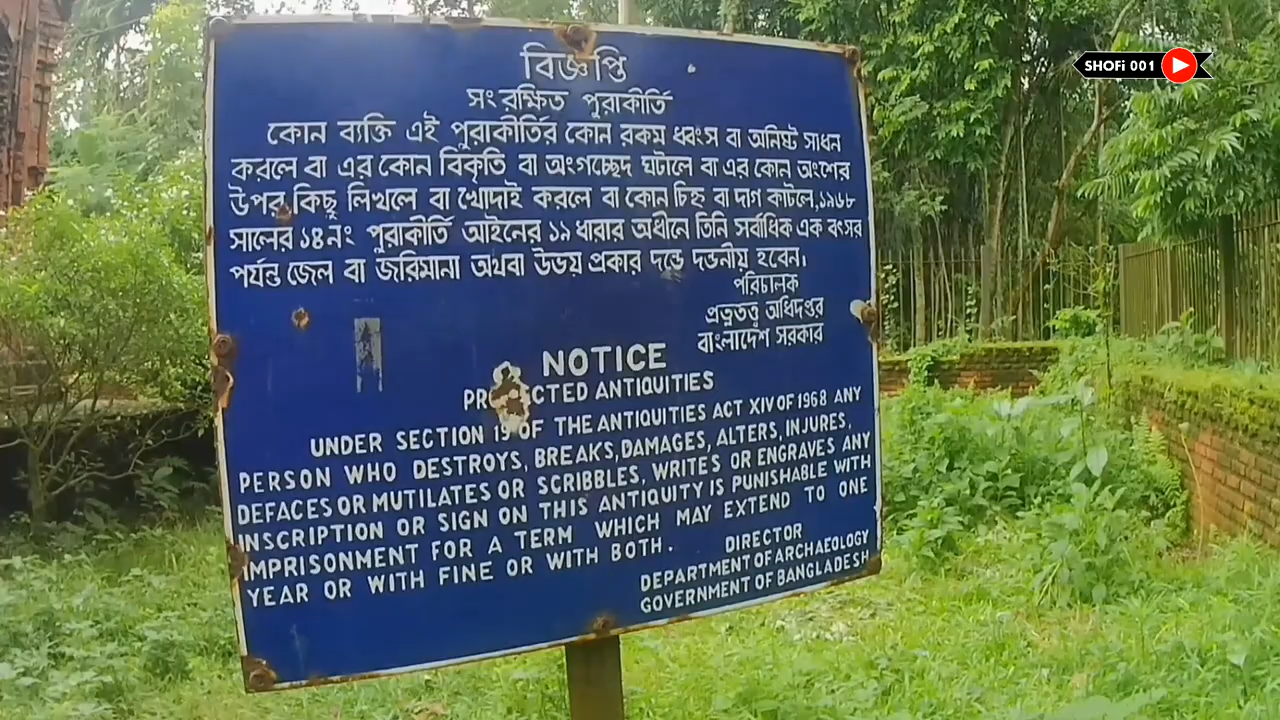 SHOFi 001
বিজ্ঞপ্তি
সংরক্ষিত পুরাকীর্তি
কোন ব্যক্তি এই পুরাকীর্তির কোন রকম ধ্বংস বা অনিষ্ট সাধন
করলে বা এর কোন বিকৃতি বা অংগচ্ছেদ ঘটালে বা এর কোন অংশের
উপর কিছু লিখলে বা খোদাই করলে বা কোন চিহ্ন বা দাগ কাটলে,১৯৬৮
সালের ১৪নং পুরাকীর্তি আইনের ১৯ ধারার অধীনে তিনি সর্বাধিক এক বৎসর
পর্যন্ত জেল বা জরিমানা অথবা উভয় প্রকার দন্ডে দন্ডনীয় হবেন।
পরিচালক
প্রত্নতত্ত্ব অধিদপ্তর
বাংলাদেশ সরকার
NOTICE
ANTIQUITIES
UNDER SECTION 19 OF THE ANTIQUITIES ACT XIV OF 1968 ANY
PERSON WHO DESTROYS, BREAKS, DAMAGES, ALTERS, INJURES,
DEFACES OR MUTILATES OR SCRIBBLES, WRITES OR ENGRAVES ANY
INSCRIPTION OR SIGN ON THIS ANTIQUITY IS PUNISHABLE WITH
IMPRISONMENT FOR A TERM WHICH MAY EXTEND TO ONE
YEAR OR WITH FINE OR WITH BOTH.
DIRECTOR
DEPARTMENT OF ARCHAEOLOGY
GOVERNMENT OF BANGLADESH